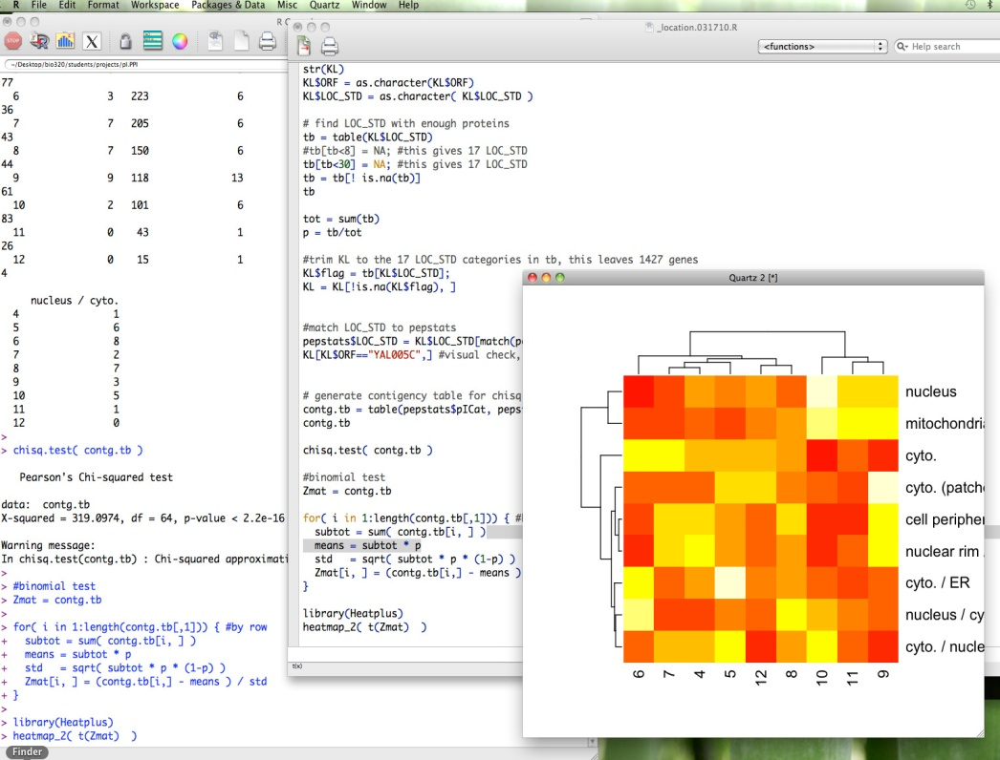 R File Edit Format Workspace Packages & Data Misc Quartz Window Help
R C
STOP
X
~/Desktop/bio320/students/projects/pl.PPI
77
6 3 223 6
36
7 7 205 6
43
8 7 150 6
44
9 9 118 13
61
10 2 101 6
83
11 0 43 1
26
12 0 15 1
4
nucleus / cyto.
4 1
5 6
6 8
7 2
8 7
9 3
10 5
11 1
12 0
>
> chisq.test( contg.tb )
Pearson's Chi-squared test
data: contg.tb
X-squared = 319.0974, df = 64, p-value < 2.2e-16
Warning message:
In chisq.test(contg.tb) : Chi-squared approximati
>
> #binomial test
> Zmat = contg.tb
>
> for( i in 1:length(contg.tb[,1])) { #by row
+ subtot = sum( contg.tb[i, ] )
+ means = subtot * p
+ std = sqrt( subtot * p * (1-p) )
+ Zmat[i, ] = (contg.tb[i,] - means ) / std
+ }
>
> library(Heatplus)
> heatmap_2( t(Zmat) )
Finder
_location.031710.R
<functions>
Help search
str(KL)
KL$ORF = as.character(KL$ORF)
KL$LOC_STD = as.character( KL$LOC_STD )
# find LOC_STD with enough proteins
tb = table(KL$LOC_STD)
#tb[tb<8] = NA; #this gives 17 LOC_STD
tb[tb<30] = NA; #this gives 17 LOC_STD
tb = tb[! is.na(tb)]
tb
tot = sum(tb)
p = tb/tot
#trim KL to the 17 LOC_STD categories in tb, this leaves 1427 genes
KL$flag = tb[KL$LOC_STD];
KL = KL[!is.na(KL$flag), ]
#match LOC_STD to pepstats
pepstats$LOC_STD = KL$LOC_STD[match(p
KL[KL$ORF=="YAL005C",] #visual check,
# generate contigency table for chisq
contg.tb = table(pepstats$pICat, peps
contg.tb
chisq.test( contg.tb )
#binomial test
Zmat = contg.tb
for( i in 1:length(contg.tb[,1])) { #
subtot = sum( contg.tb[i, ] )
means = subtot * p
std = sqrt( subtot * p * (1-p) )
Zmat[i, ] = (contg.tb[i,] - means )
}
library(Heatplus)
heatmap_2( t(Zmat) )
t(x)
Quartz 2 [*]
nucleus
mitochondri
cyto.
cyto. (patch
cell periphe
nuclear rim
cyto. / ER
nucleus / cy
cyto. / nucle
6 7 4 5 12 8 10 11 9